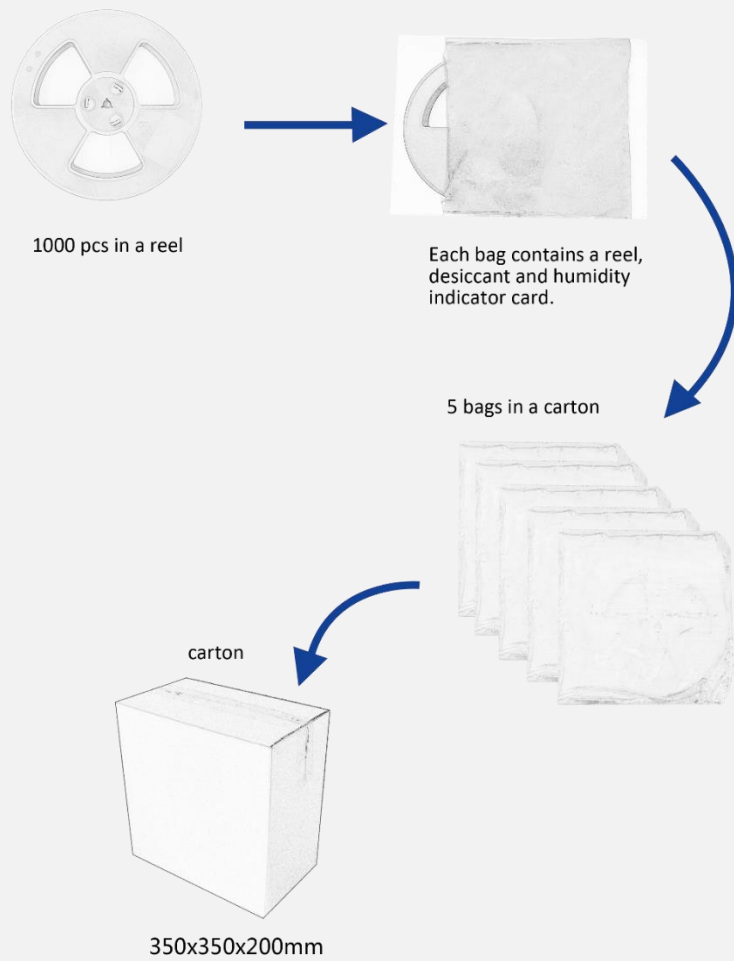 1000 pcs in a reel
Each bag contains a reel,
desiccant and humidity
indicator card.
5 bags in a carton
carton
350x350x200mm